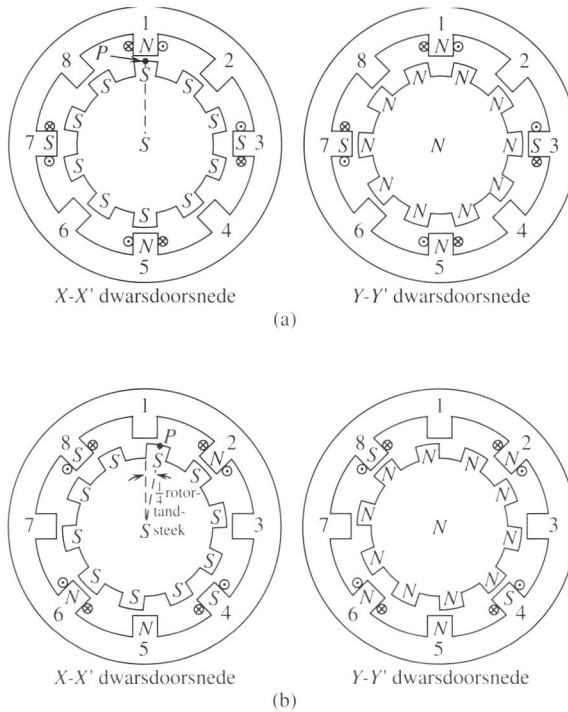 1
8 P N 2
S S S
S S
7 S S S 3
S S
S S
6 S 4
N
5
X-X' dwarsdoorsnede
1
8 N 2
N N
N N
7 S N N N S 3
N N
N N
6 4
N
5
Y-Y' dwarsdoorsnede
(a)
1
P
8 S N 2
S S S
S S
¼ rotor-
tand-
S steek
7 3
S S
S S S
6 N S 4
N
5
X-X' dwarsdoorsnede
1
8 S N 2
N N
N N
N N
7 N 3
N N
N N
6 N S 4
N
5
Y-Y' dwarsdoorsnede
(b)